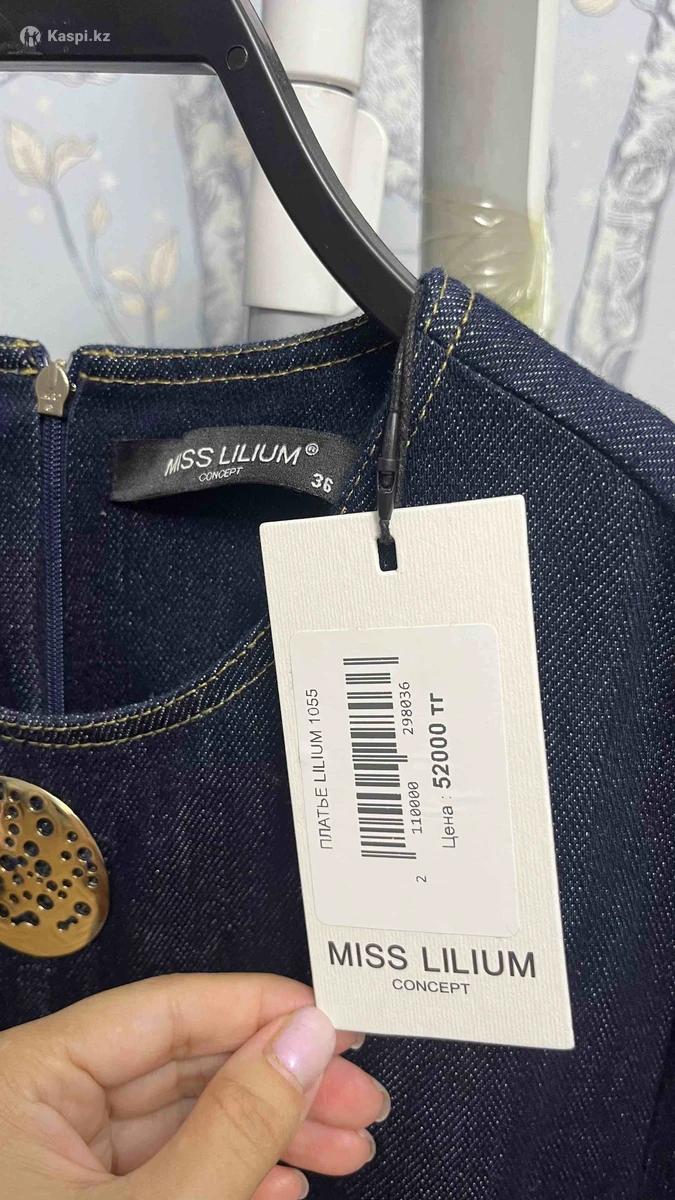 Kaspi.kz
MISS LILIUM®
CONCEPT
36
ПЛАТЬЕ LILIUM 1055
2 110000 298036
Цена : 52000 тг
MISS LILIUM
CONCEPT